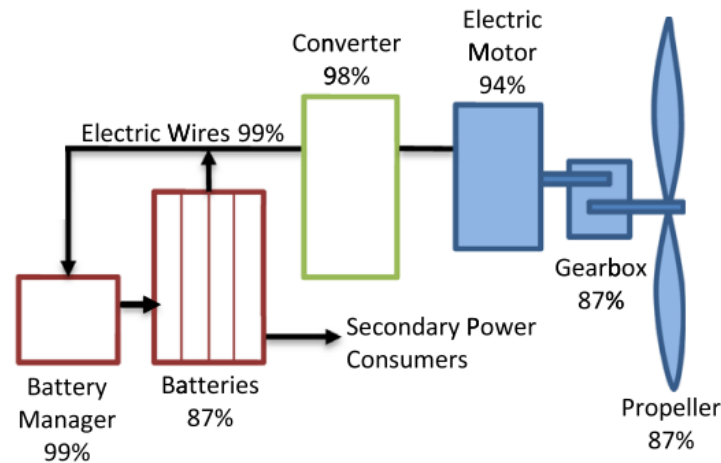 Converter
98%
Electric
Motor
94%
Electric Wires 99%
Gearbox
87%
Secondary Power
Consumers
Battery
Manager
99%
Batteries
87%
Propeller
87%